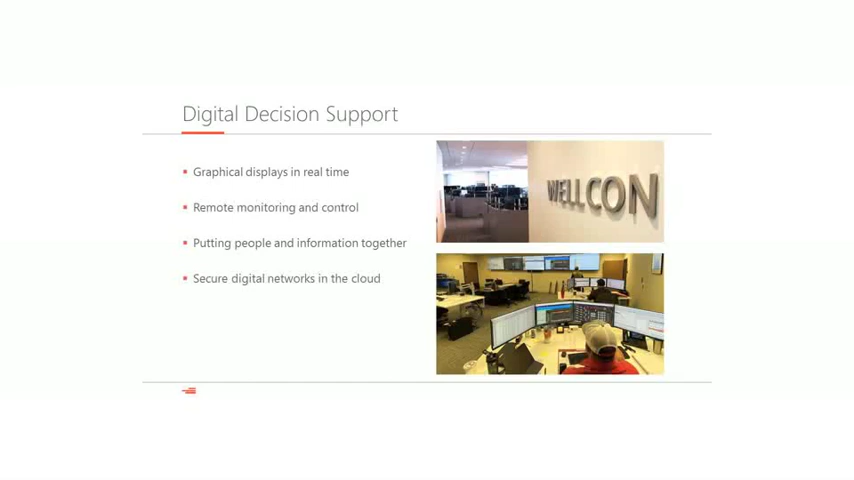 Digital Decision Support
Graphical displays in real time
Remote monitoring and control
Putting people and information together
Secure digital networks in the cloud
WELLCON